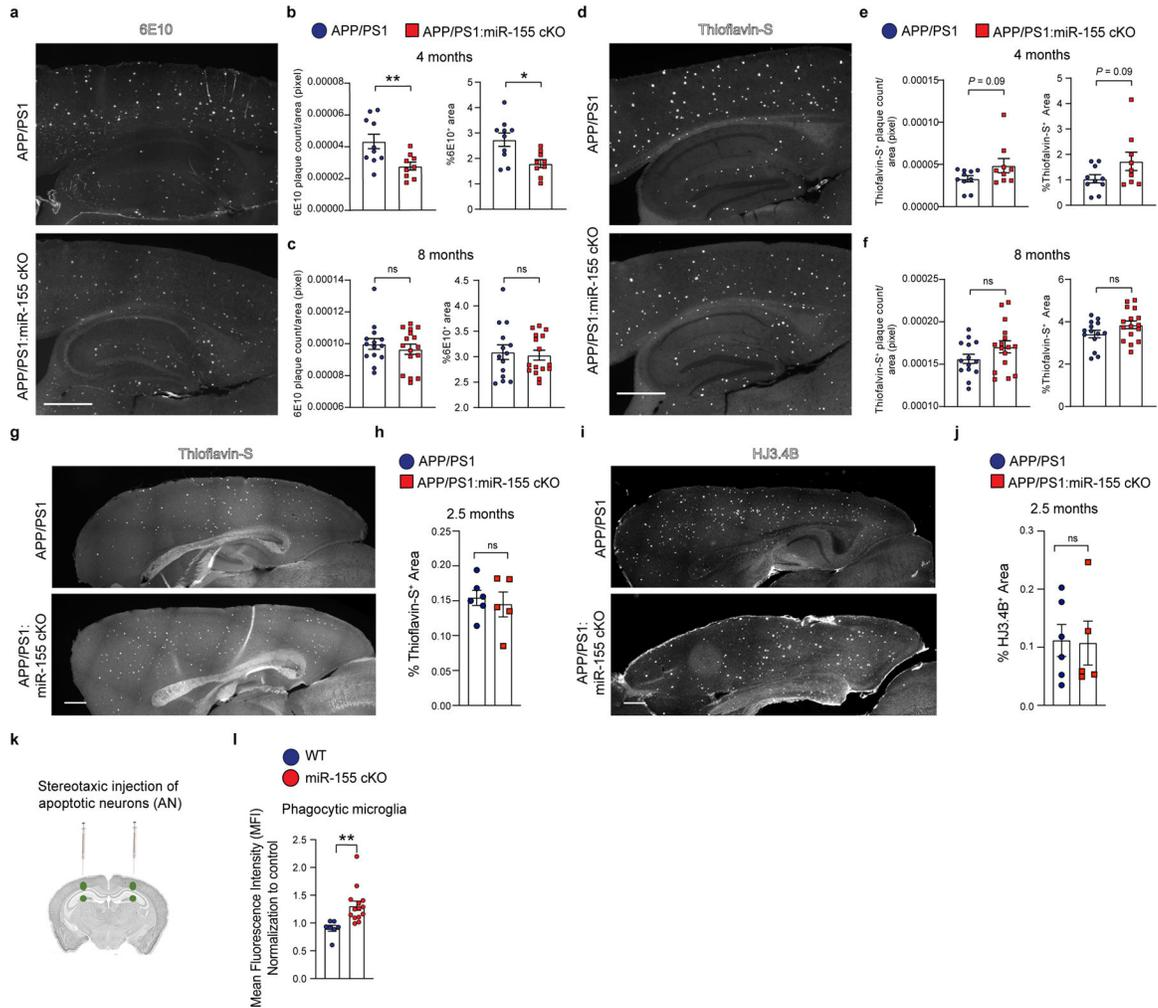 a
6E10
APP/PS1
APP/PS1:miR-155 cKO
b
APP/PS1
APP/PS1:miR-155 cKO
4 months
6E10 plaque count/area (pixel)
0.00008
0.00006
0.00004
0.00002
0.00000
**
%6E10⁺ area
5
4
3
2
1
0
*
c
8 months
6E10 plaque count/area (pixel)
0.00014
0.00012
0.00010
0.00008
0.00006
ns
%6E10⁺ area
4.5
4.0
3.5
3.0
2.5
2.0
ns
d
Thioflavin-S
APP/PS1
APP/PS1:miR-155 cKO
e
APP/PS1
APP/PS1:miR-155 cKO
4 months
Thiofalvin-S⁺ plaque count/
area (pixel)
0.00015
0.00010
0.00005
0.00000
P = 0.09
%Thiofalvin-S⁺ Area
5
4
3
2
1
0
P = 0.09
f
8 months
Thiofalvin-S⁺ plaque count/
area (pixel)
0.00025
0.00020
0.00015
0.00010
ns
%Thiofalvin-S⁺ Area
6
4
2
0
ns
g
Thioflavin-S
APP/PS1
APP/PS1:
miR-155 cKO
h
APP/PS1
APP/PS1:miR-155 cKO
2.5 months
% Thioflavin-S⁺ Area
0.25
0.20
0.15
0.10
0.05
0.00
ns
i
HJ3.4B
APP/PS1
APP/PS1:
miR-155 cKO
j
APP/PS1
APP/PS1:miR-155 cKO
2.5 months
% HJ3.4B⁺ Area
0.3
0.2
0.1
0.0
ns
k
Stereotaxic injection of
apoptotic neurons (AN)
l
WT
miR-155 cKO
Phagocytic microglia
Mean Fluorescence Intensity (MFI)
Normalization to control
2.5
2.0
1.5
1.0
0.5
0.0
**